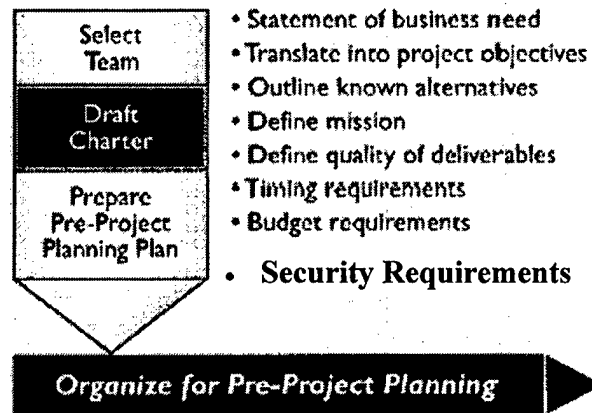 Select
Team
Draft
Charter
Prepare
Pre-Project
Planning Plan
• Statement of business need
• Translate into project objectives
• Outline known alternatives
• Define mission
• Define quality of deliverables
• Timing requirements
• Budget requirements
• Security Requirements
Organize for Pre-Project Planning